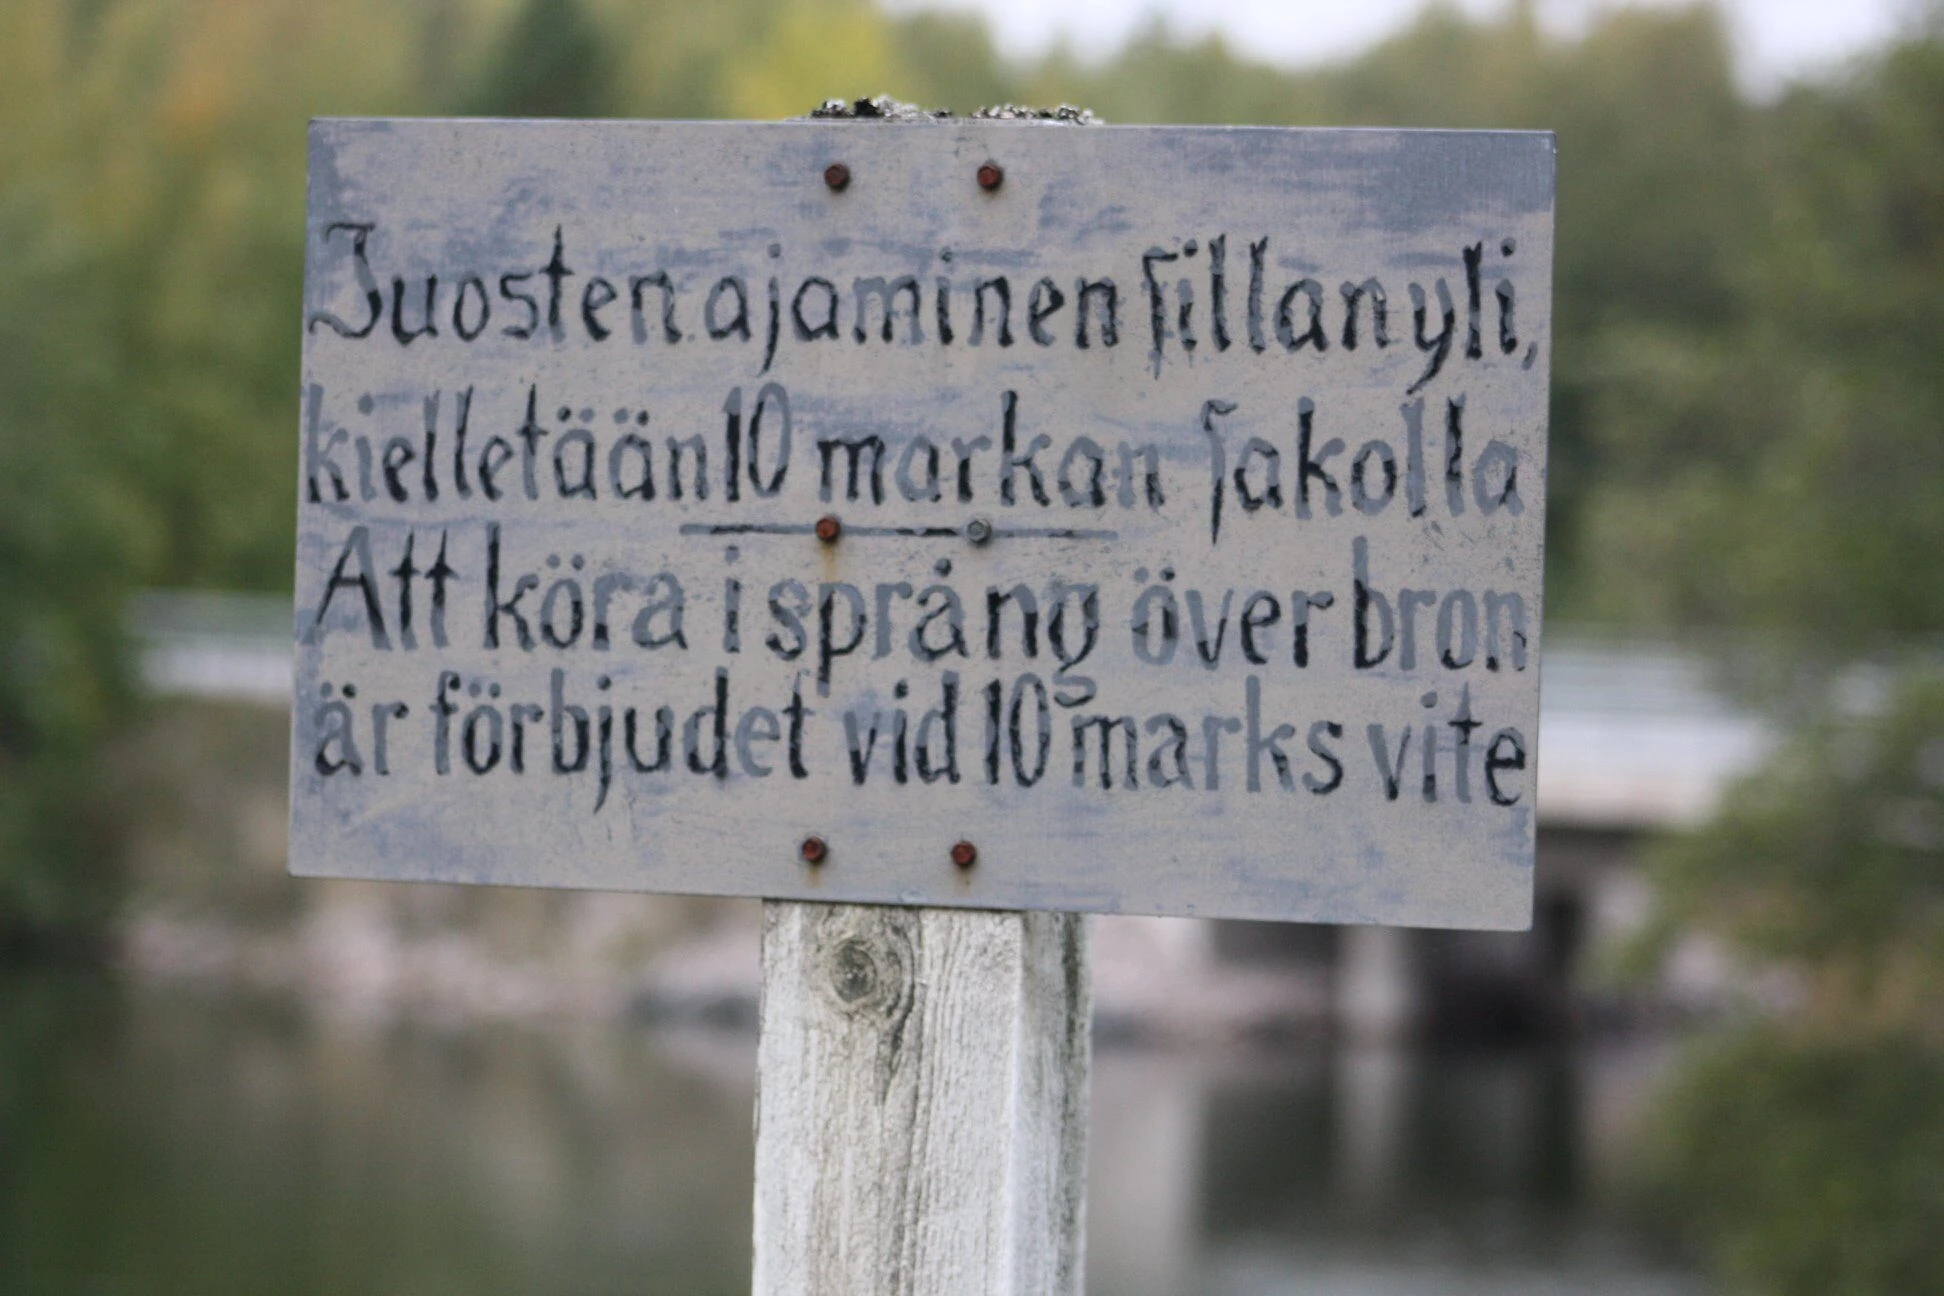 Juosten ajaminen ſillan yli,
kielletään 10 markan ſakolla
Att köra i språng över bron
är förbjudet vid 10 marks vite